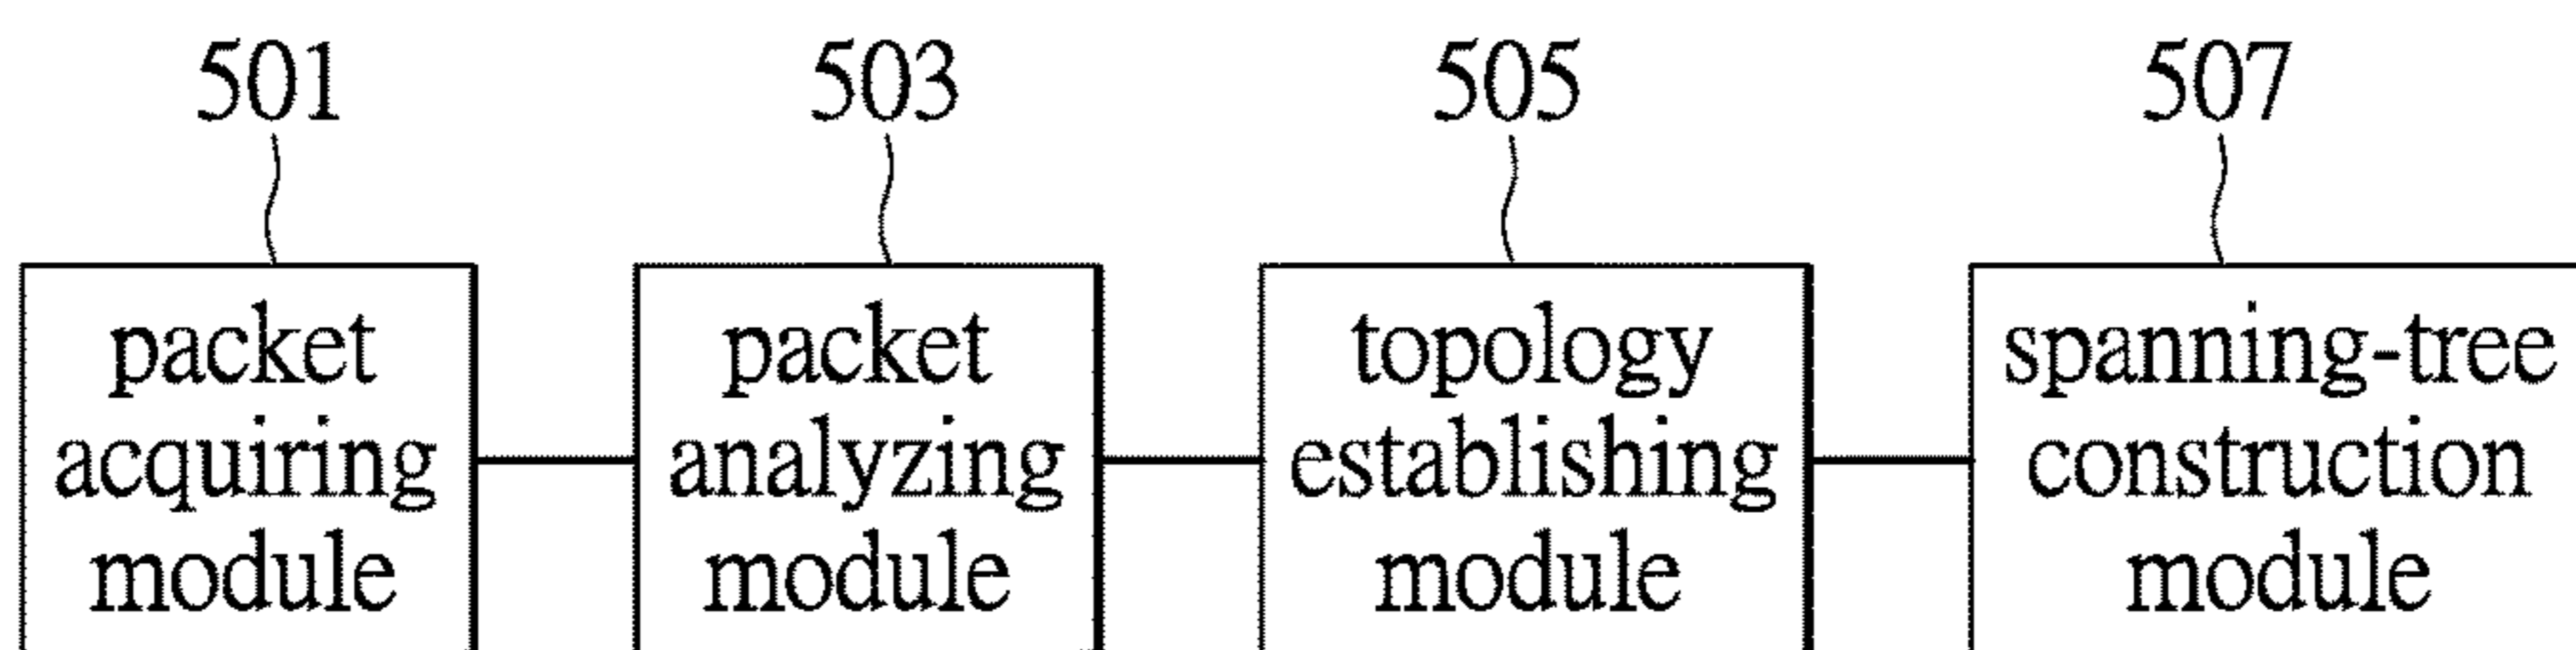 501
503
505
507
packet
acquiring
module
packet
analyzing
module
topology
establishing
module
spanning-tree
construction
module